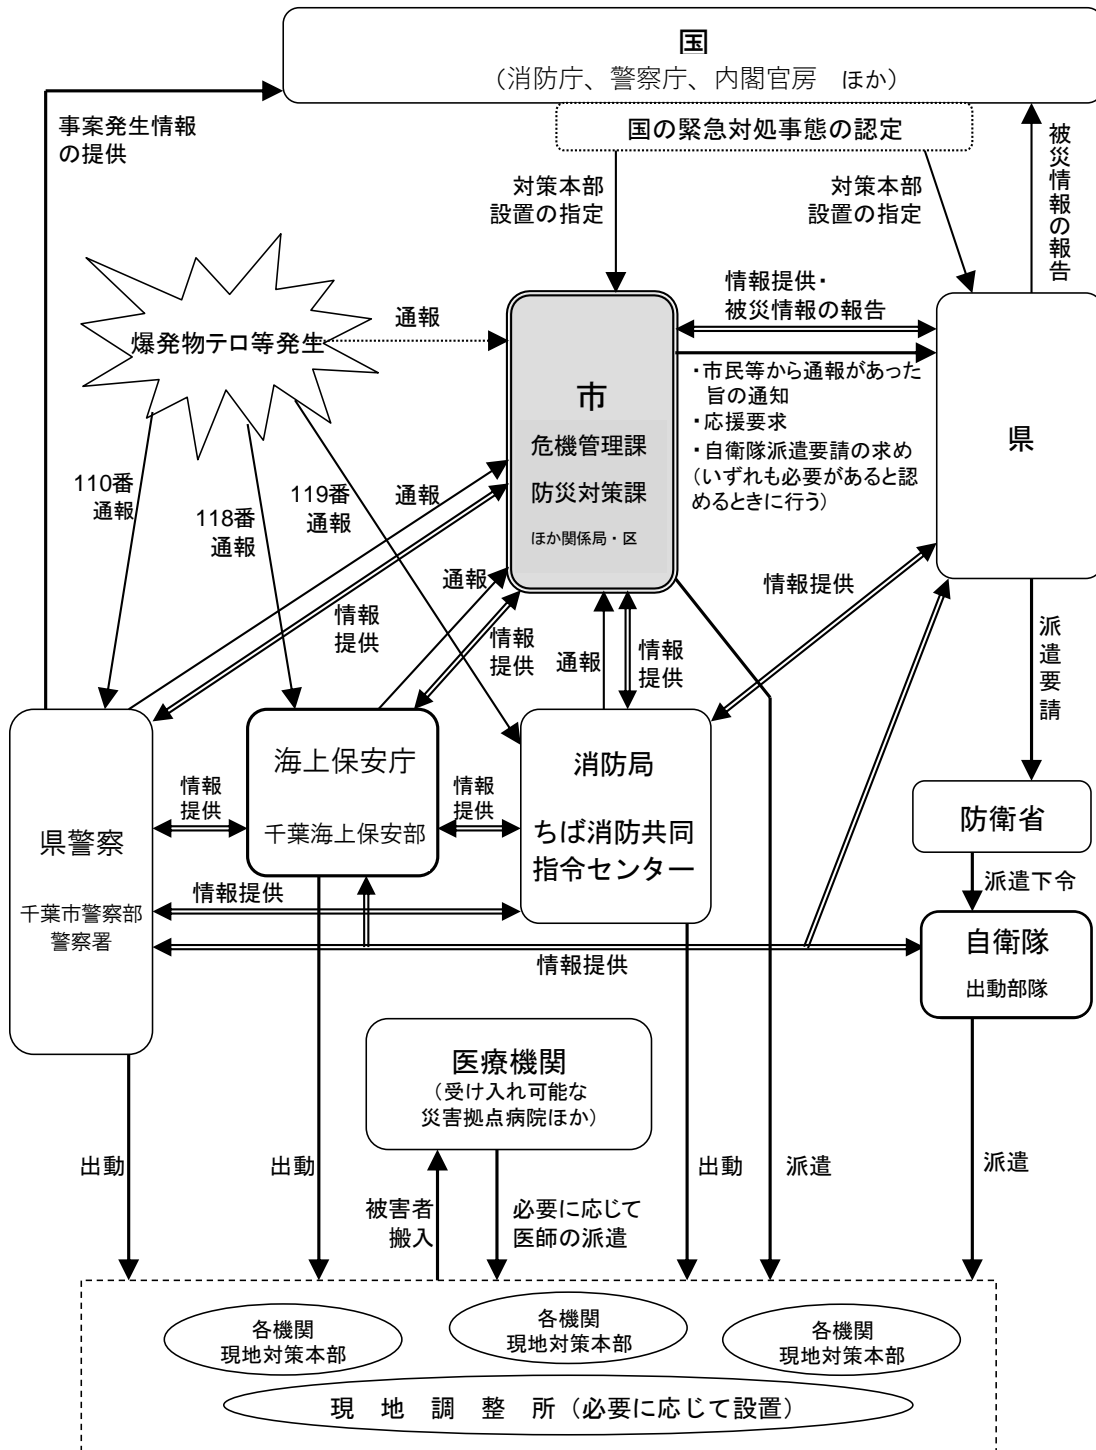 国
（消防庁、警察庁、内閣官房　ほか）
国の緊急対処事態の認定
事案発生情報
の提供
対策本部
設置の指定
対策本部
設置の指定
被災情報の報告
爆発物テロ等発生
通報
情報提供・
被災情報の報告
市
危機管理課
防災対策課
ほか関係局・区
・市民等から通報があった
旨の通知
・応援要求
・自衛隊派遣要請の求め
（いずれも必要があると認
めるときに行う）
県
110番
通報
118番
通報
119番
通報
通報
通報
情報
提供
情報
提供
通報
情報
提供
情報提供
派遣要請
県警察
千葉市警察部
警察署
情報
提供
海上保安庁
千葉海上保安部
情報
提供
消防局
ちば消防共同
指令センター
防衛省
派遣下令
自衛隊
出動部隊
情報提供
情報提供
医療機関
（受け入れ可能な
災害拠点病院ほか）
出動
出動
被害者
搬入
必要に応じて
医師の派遣
出動
派遣
派遣
各機関
現地対策本部
各機関
現地対策本部
各機関
現地対策本部
現　地　調　整　所（必要に応じて設置）